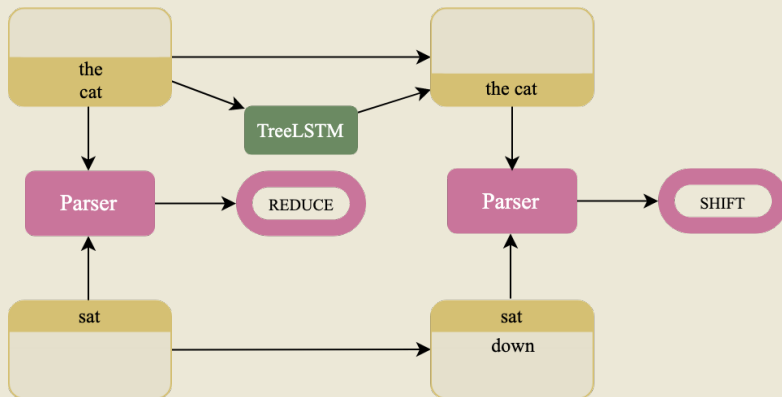 the
cat
the cat
TreeLSTM
Parser
REDUCE
Parser
SHIFT
sat
sat
down